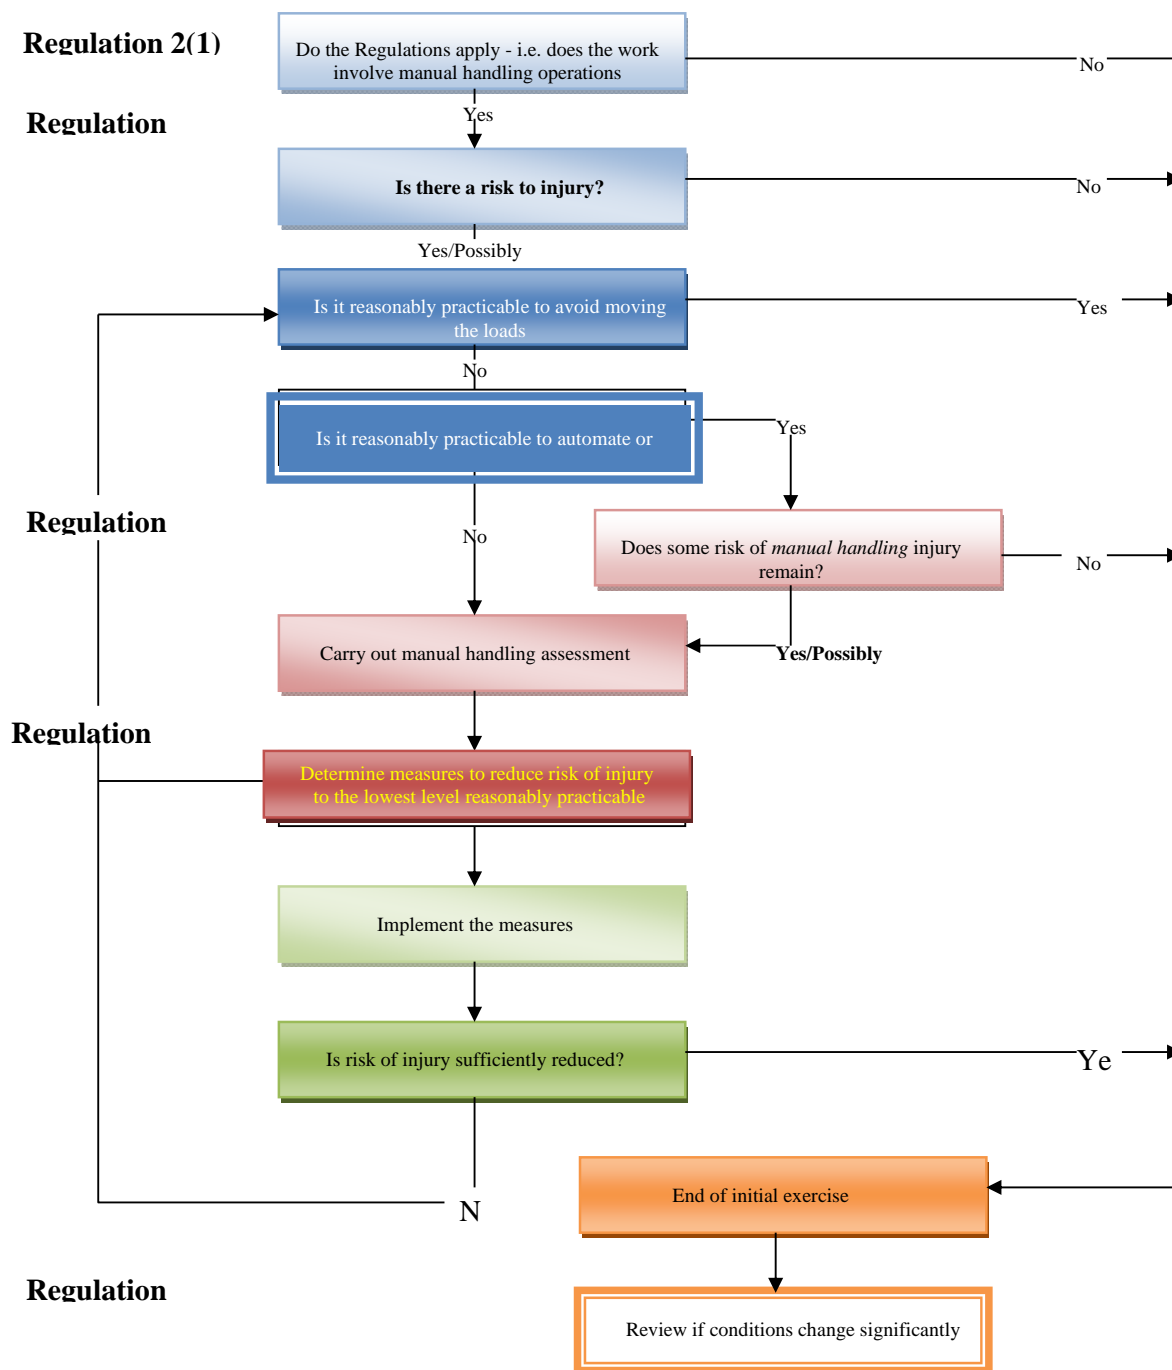 Regulation 2(1)
Do the Regulations apply - i.e. does the work
involve manual handling operations
No
Yes
Regulation
Is there a risk to injury?
No
Yes/Possibly
Is it reasonably practicable to avoid moving
the loads
Yes
No
Is it reasonably practicable to automate or
Yes
Regulation
No
Does some risk of manual handling injury
remain?
No
Carry out manual handling assessment
Yes/Possibly
Regulation
Determine measures to reduce risk of injury
to the lowest level reasonably practicable
Implement the measures
Is risk of injury sufficiently reduced?
Ye
N
End of initial exercise
Regulation
Review if conditions change significantly